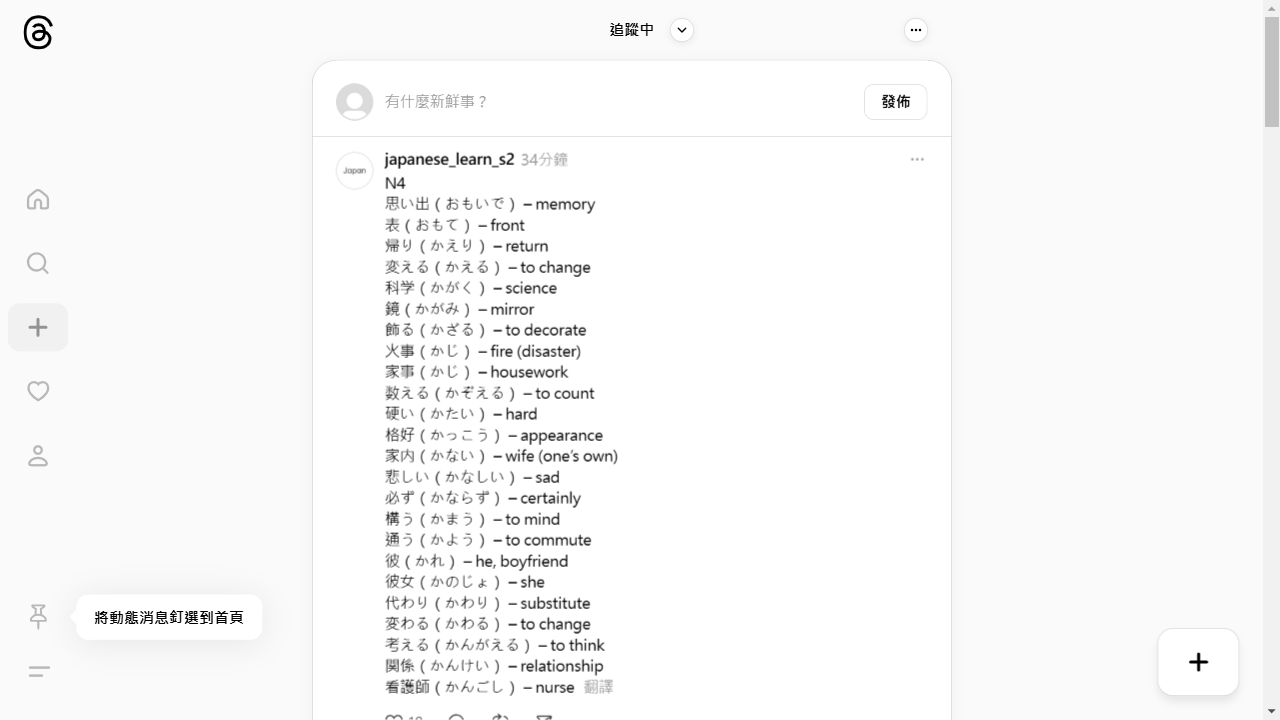 追蹤中
有什麼新鮮事？
發佈
Japan
japanese_learn_s2 34分鐘
N4
思い出（おもいで） – memory
表（おもて） – front
帰り（かえり） – return
変える（かえる） – to change
科学（かがく） – science
鏡（かがみ） – mirror
飾る（かざる） – to decorate
火事（かじ） – fire (disaster)
家事（かじ） – housework
数える（かぞえる） – to count
硬い（かたい） – hard
格好（かっこう） – appearance
家内（かない） – wife (one’s own)
悲しい（かなしい） – sad
必ず（かならず） – certainly
構う（かまう） – to mind
通う（かよう） – to commute
彼（かれ） – he, boyfriend
彼女（かのじょ） – she
代わり（かわり） – substitute
変わる（かわる） – to change
考える（かんがえる） – to think
関係（かんけい） – relationship
看護師（かんごし） – nurse 翻譯
將動態消息釘選到首頁